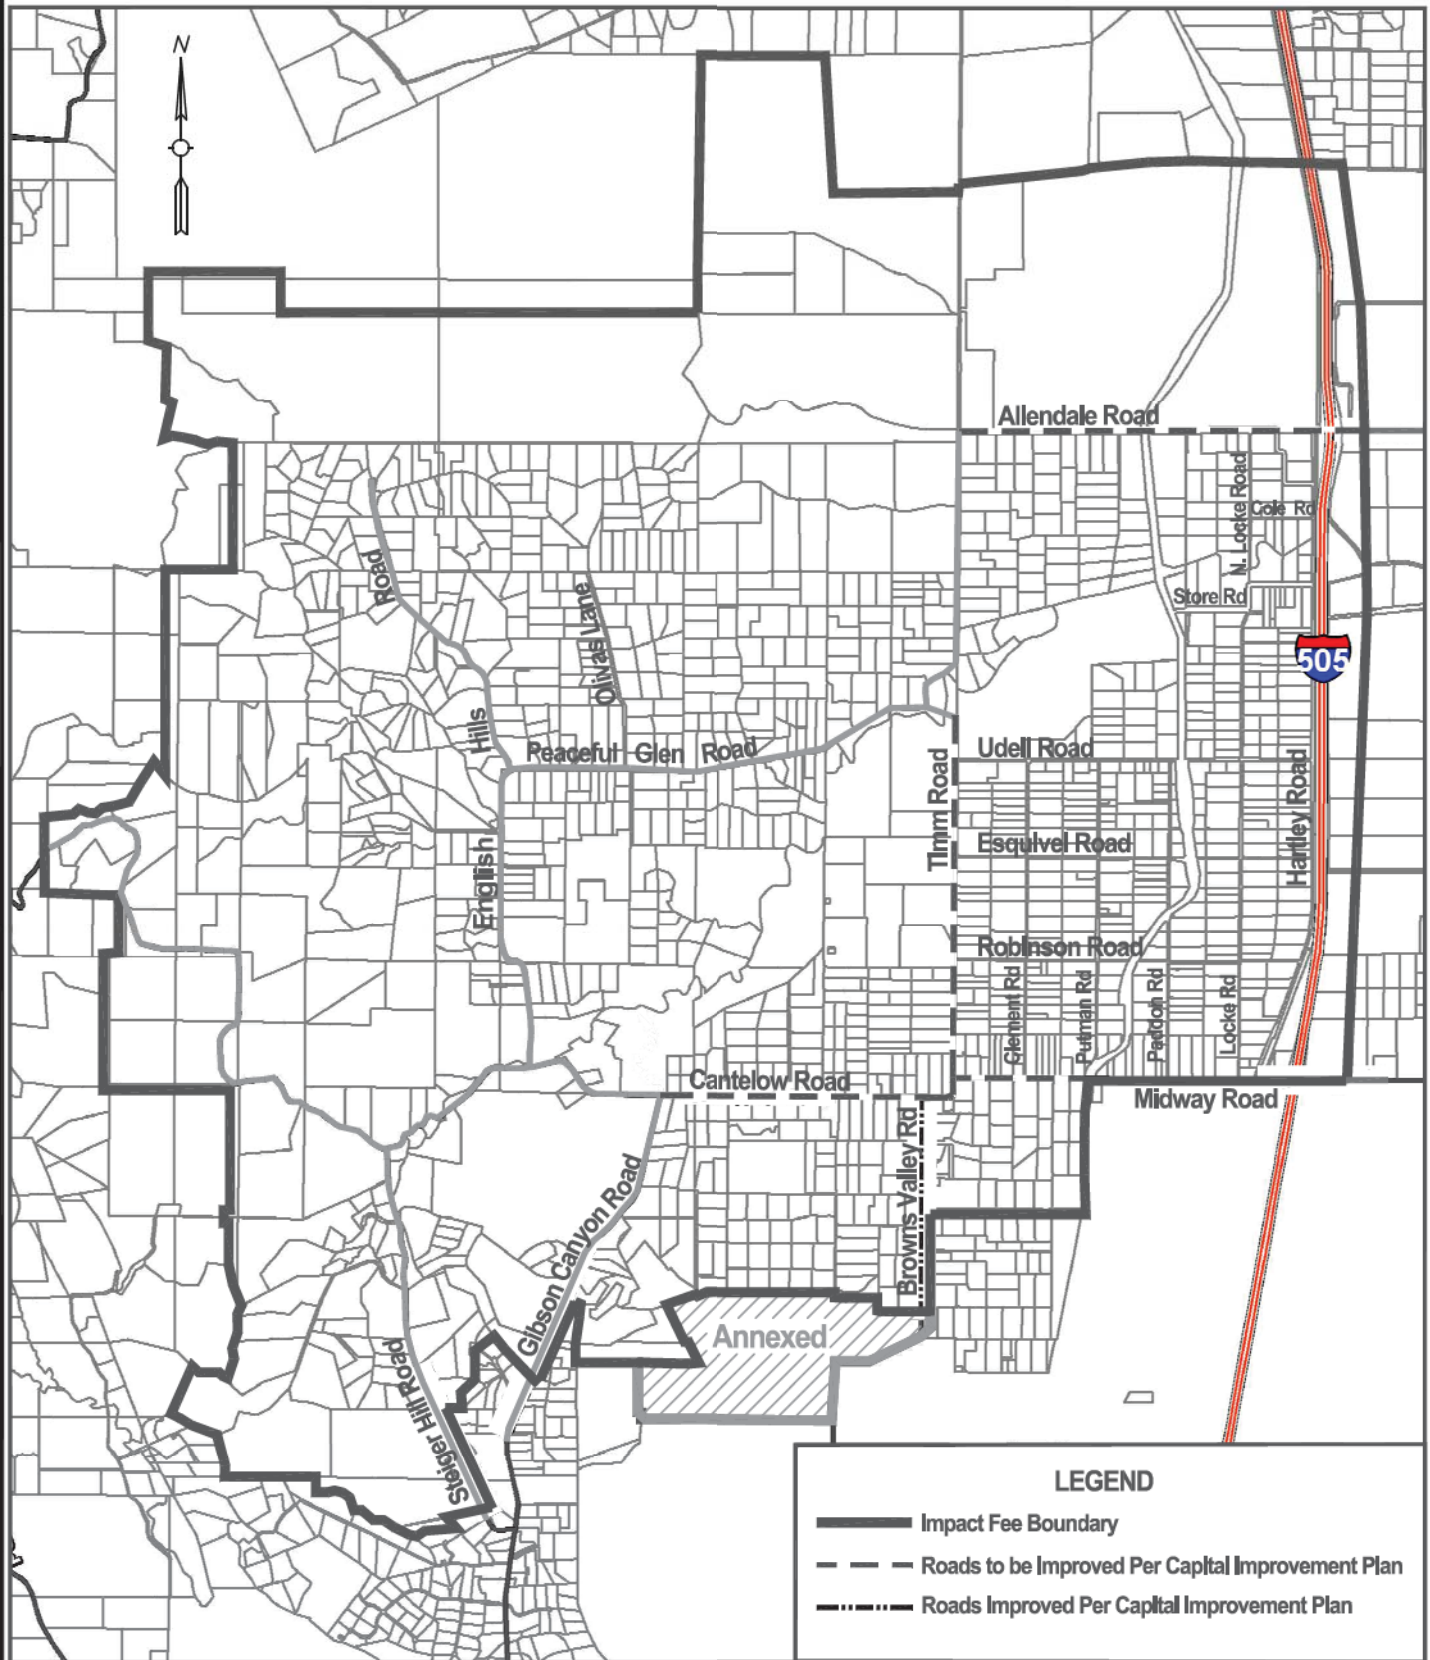 N
Allendale Road
N. Locke Road
Cole Rd
Store Rd
505
Road
Olivas Lane
Hills
Peaceful Glen Road
Timm Road
Udell Road
Hartley Road
English
Esquivel Road
Robinson Road
Clement Rd
Putman Rd
Paddon Rd
Locke Rd
Cantelow Road
Midway Road
Browns Valley Rd
Gibson Canyon Road
Annexed
Steiger Hill Road
LEGEND
Impact Fee Boundary
Roads to be Improved Per Capital Improvement Plan
Roads Improved Per Capital Improvement Plan